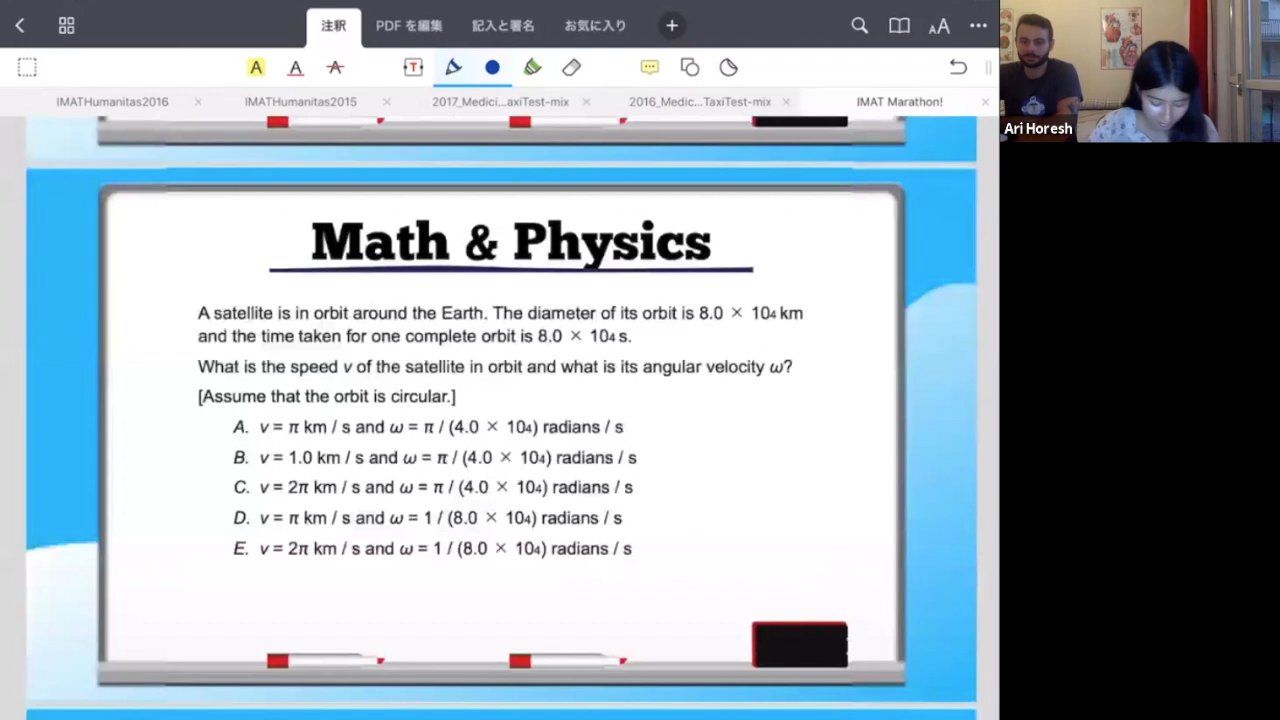 注釈 PDF を編集 記入と署名 お気に入り
AA
A A A T
IMATHumanitas2016 IMATHumanitas2015 2017_Medici...axiTest-mix 2016_Medic...TaxiTest-mix IMAT Marathon!
Ari Horesh
Math & Physics
A satellite is in orbit around the Earth. The diameter of its orbit is 8.0 × 10₄ km
and the time taken for one complete orbit is 8.0 × 10₄ s.
What is the speed v of the satellite in orbit and what is its angular velocity ω?
[Assume that the orbit is circular.]
A. v = π km / s and ω = π / (4.0 × 10₄) radians / s
B. v = 1.0 km / s and ω = π / (4.0 × 10₄) radians / s
C. v = 2π km / s and ω = π / (4.0 × 10₄) radians / s
D. v = π km / s and ω = 1 / (8.0 × 10₄) radians / s
E. v = 2π km / s and ω = 1 / (8.0 × 10₄) radians / s